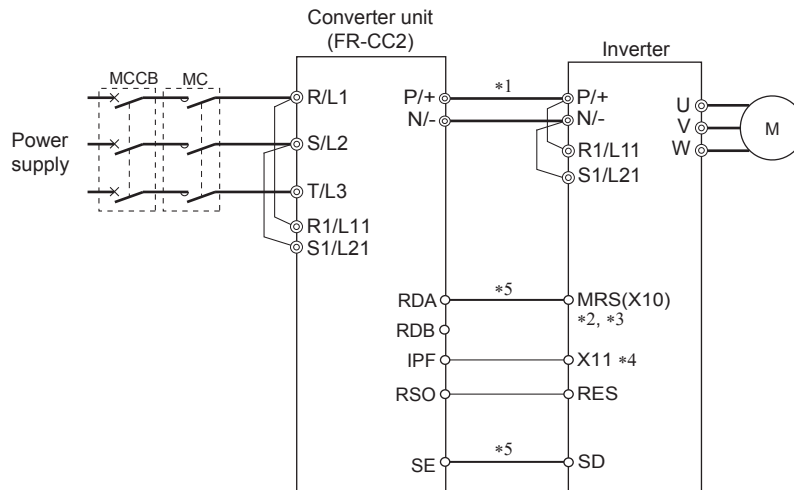 Converter unit
(FR-CC2)
Inverter
MCCB MC
R/L1
P/+
*1
P/+
U
N/-
N/-
V
M
Power
supply
S/L2
R1/L11
W
S1/L21
T/L3
R1/L11
S1/L21
RDA
*5
MRS(X10)
*2, *3
RDB
IPF
X11 *4
RSO
RES
SE
*5
SD